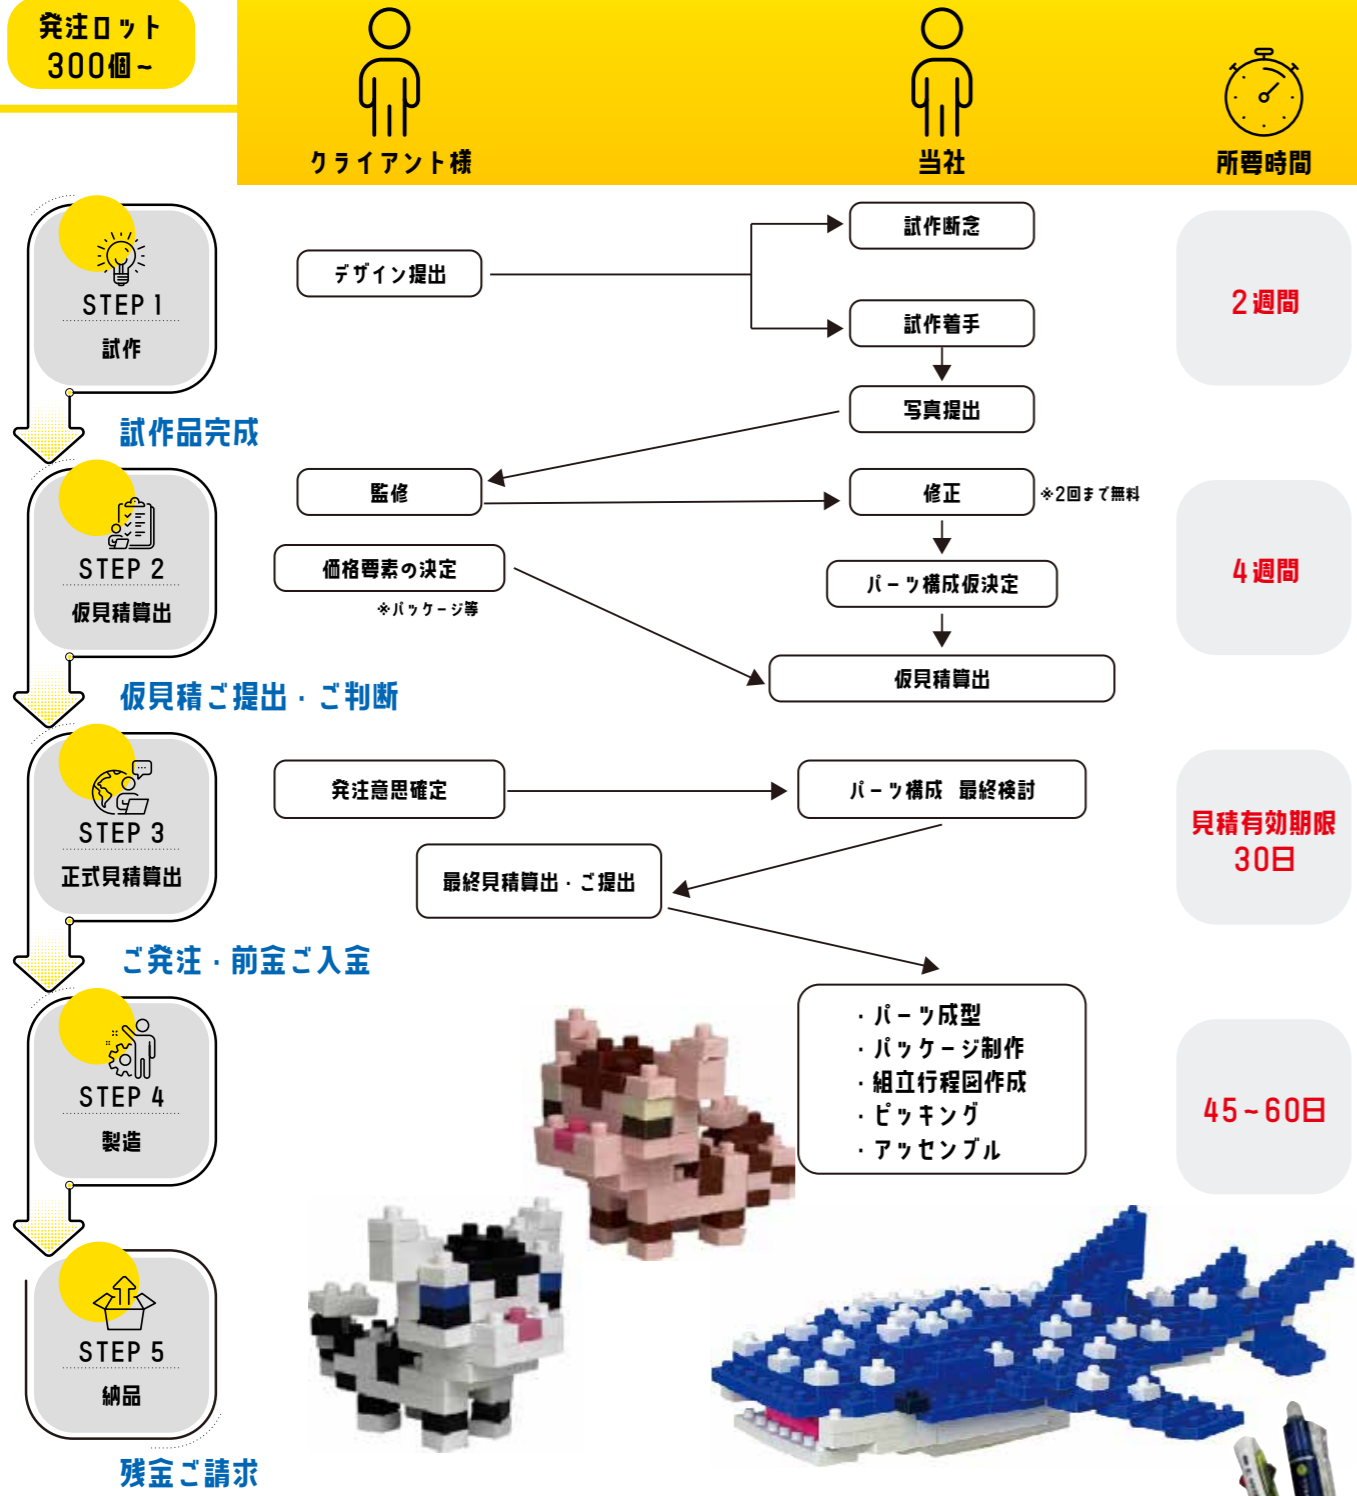 発注ロット
300個~
クライアント様
当社
所要時間
STEP 1
試作
デザイン提出
試作断念
試作着手
写真提出
2週間
試作品完成
STEP 2
仮見積算出
監修
修正
※2回まで無料
価格要素の決定
※パッケージ等
パーツ構成仮決定
仮見積算出
4週間
仮見積ご提出・ご判断
STEP 3
正式見積算出
発注意思確定
パーツ構成 最終検討
最終見積算出・ご提出
見積有効期限
30日
ご発注・前金ご入金
STEP 4
製造
・パーツ成型
・パッケージ制作
・組立行程図作成
・ピッキング
・アッセンブル
45~60日
STEP 5
納品
残金ご請求